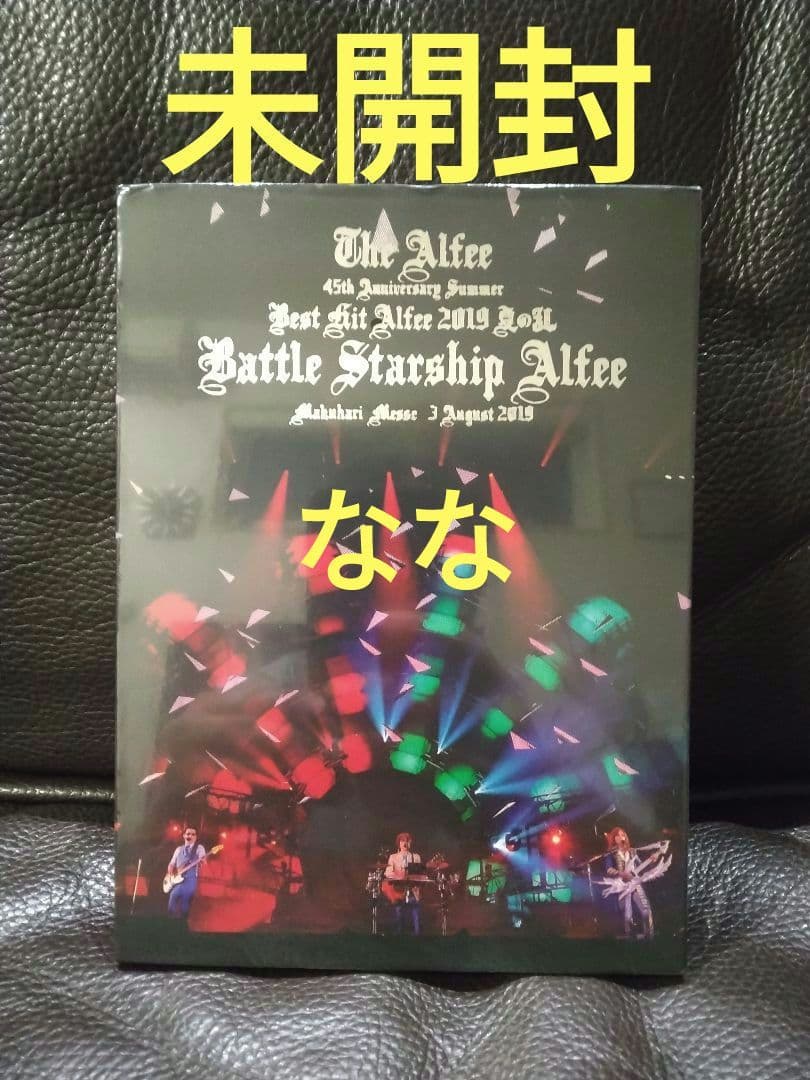 未開封
The Alfee
45th Anniversary Summer
Best Hit Alfee 2019 夏の乱
Battle Starship Alfee
Makuhari Messe 3 August 2019
なな